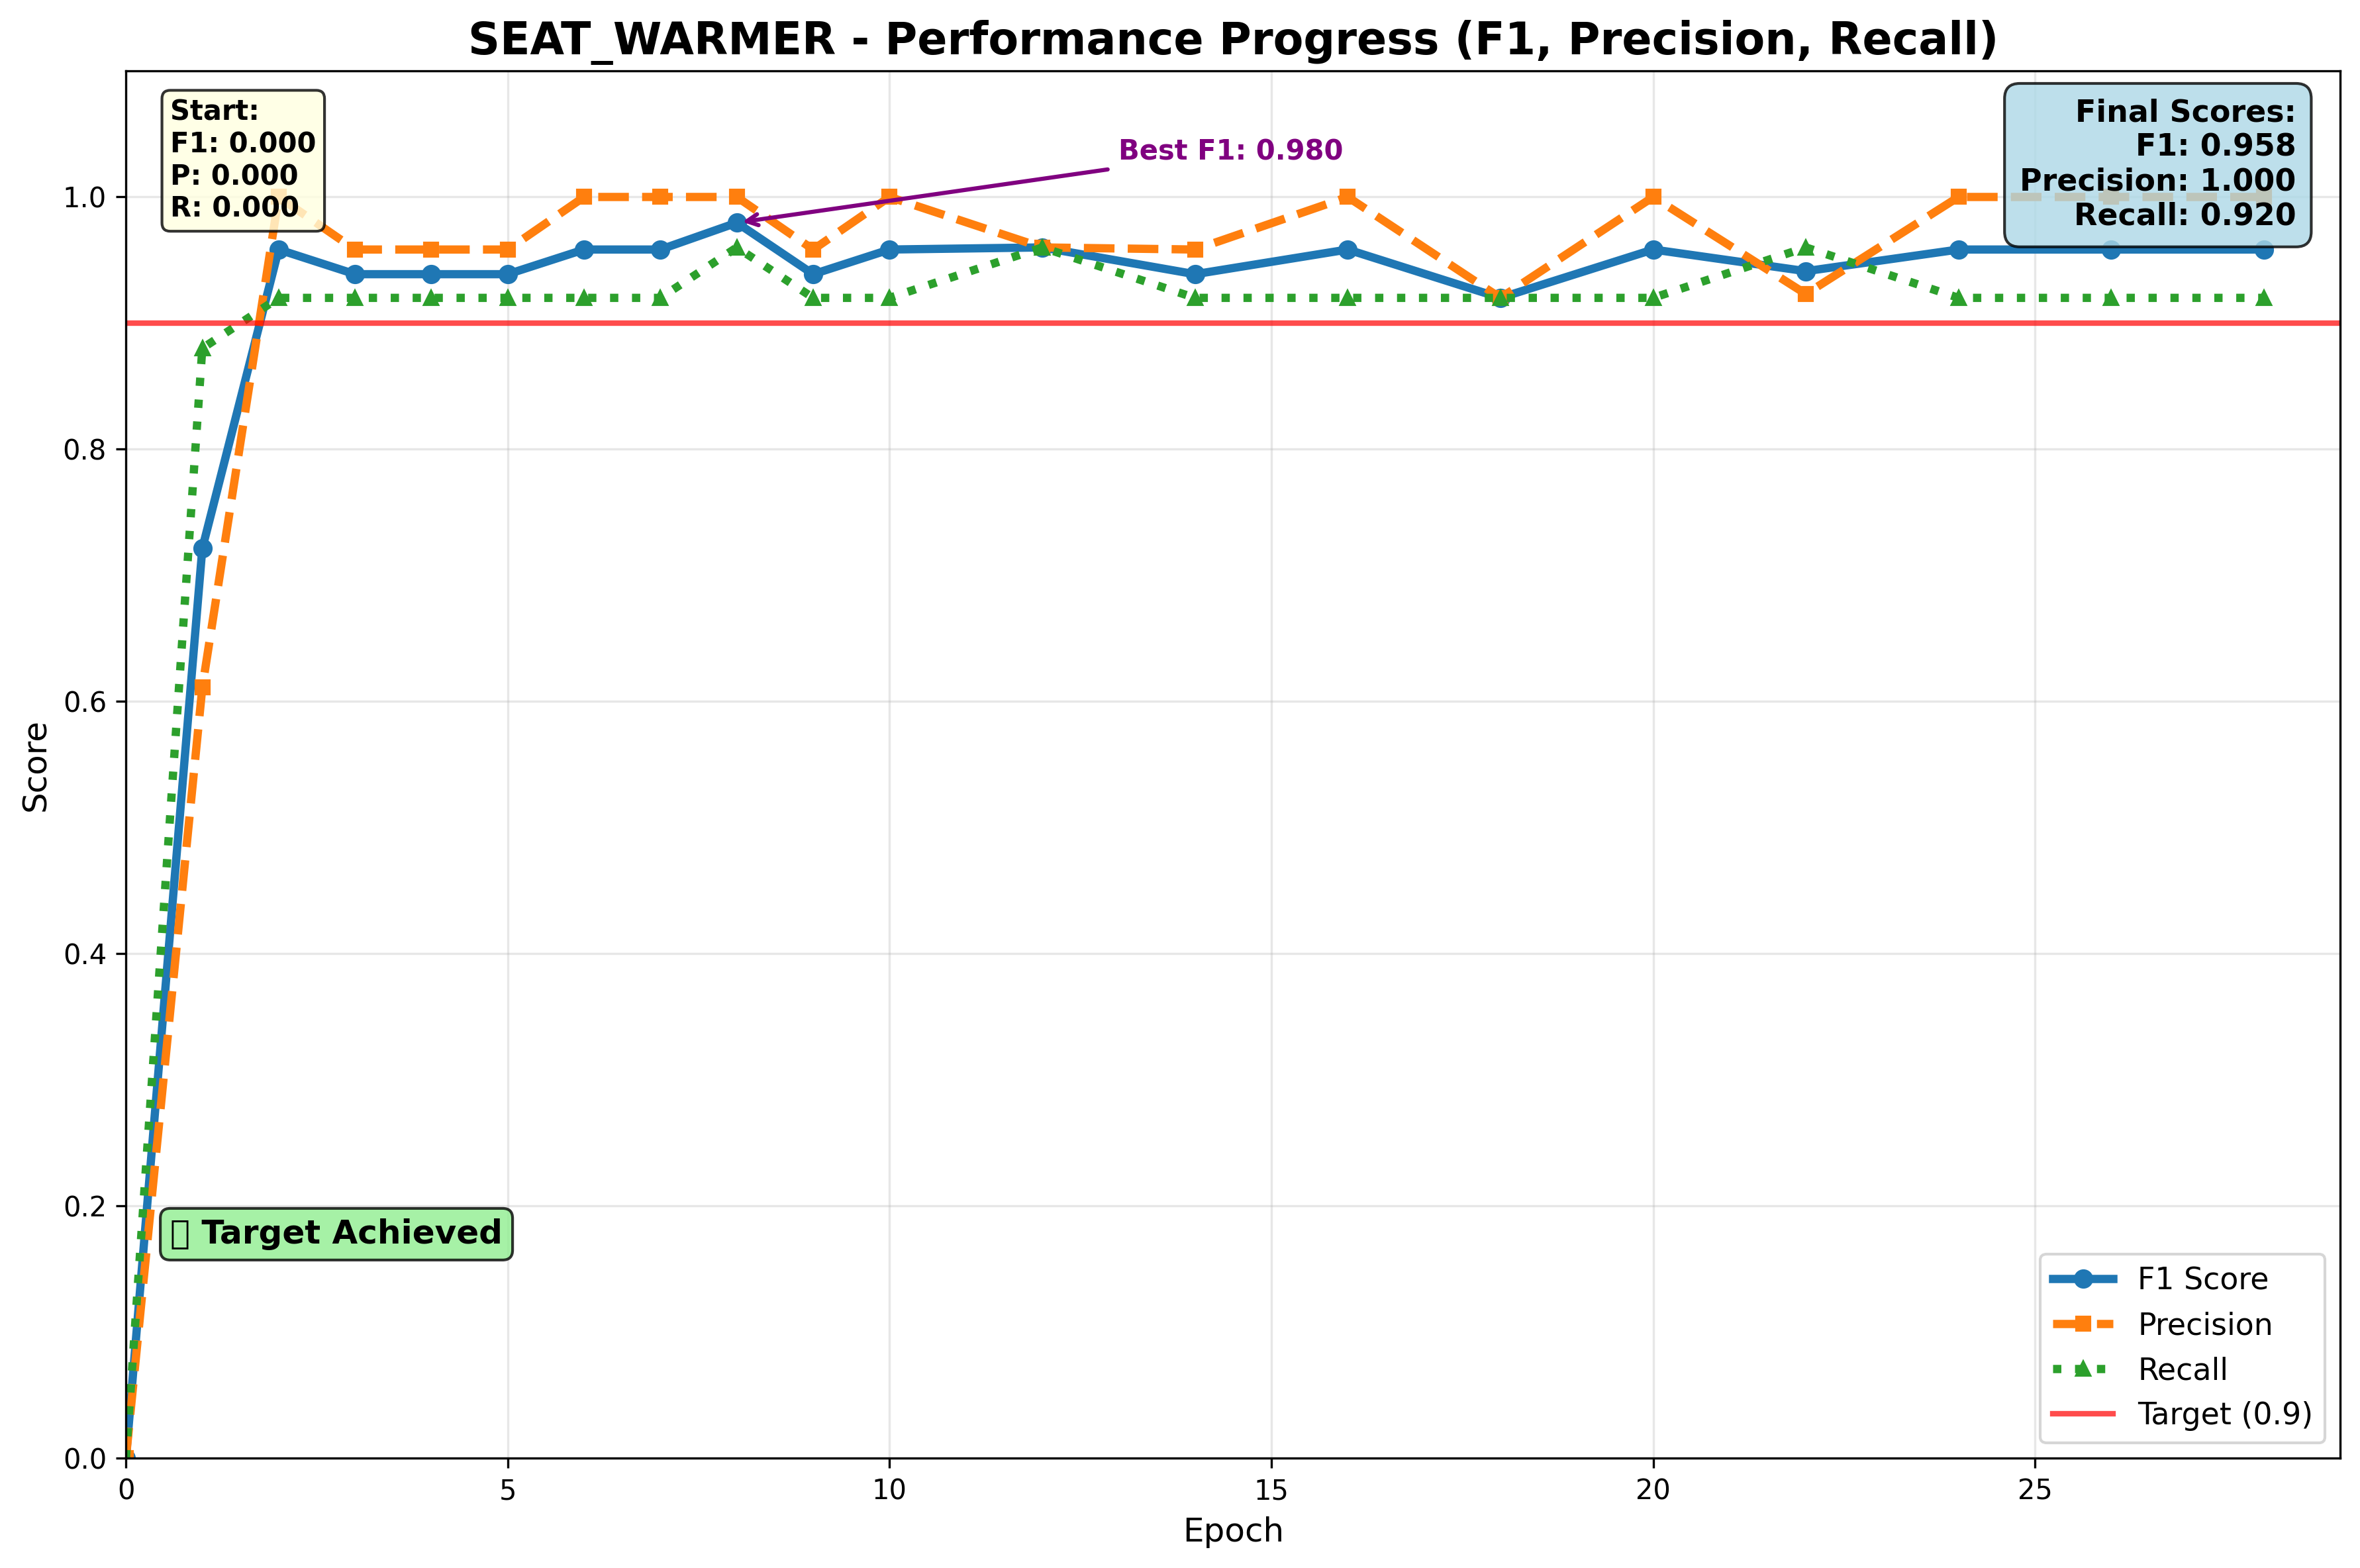 SEAT_WARMER - Performance Progress (F1, Precision, Recall)
Start:
F1: 0.000
P: 0.000
R: 0.000
Best F1: 0.980
Final Scores:
F1: 0.958
Precision: 1.000
Recall: 0.920
1.0
0.8
0.6
0.4
0.2
0.0
Score
Target Achieved
F1 Score
Precision
Recall
Target (0.9)
0
5
10
15
20
25
Epoch